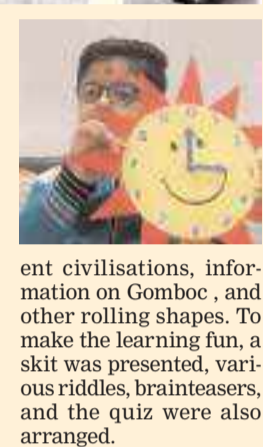 ent civilisations, infor-
mation on Gomboc , and
other rolling shapes. To
make the learning fun, a
skit was presented, vari-
ous riddles, brainteasers,
and the quiz were also
arranged.